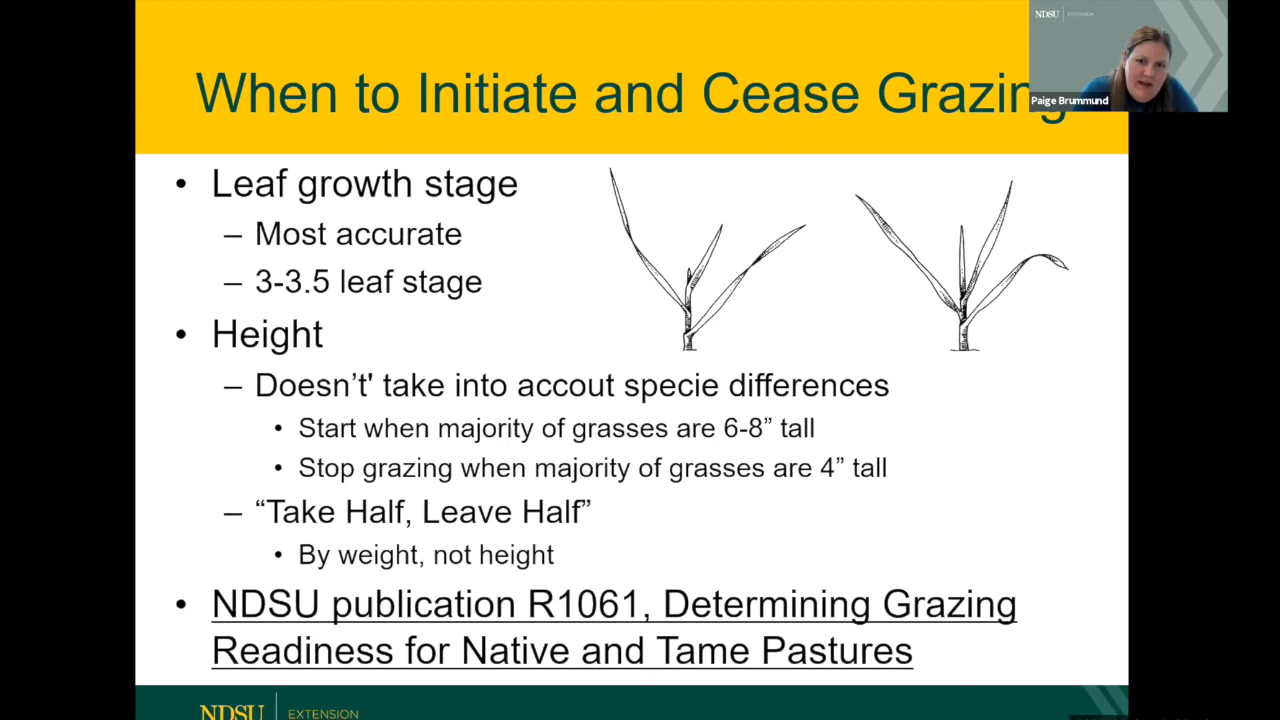 When to Initiate and Cease Grazing
NDSU EXTENSION
Paige Brummund
• Leaf growth stage
– Most accurate
– 3-3.5 leaf stage
• Height
– Doesn’t' take into accout specie differences
• Start when majority of grasses are 6-8” tall
• Stop grazing when majority of grasses are 4” tall
– “Take Half, Leave Half”
• By weight, not height
• NDSU publication R1061, Determining Grazing
Readiness for Native and Tame Pastures
NDSU EXTENSION